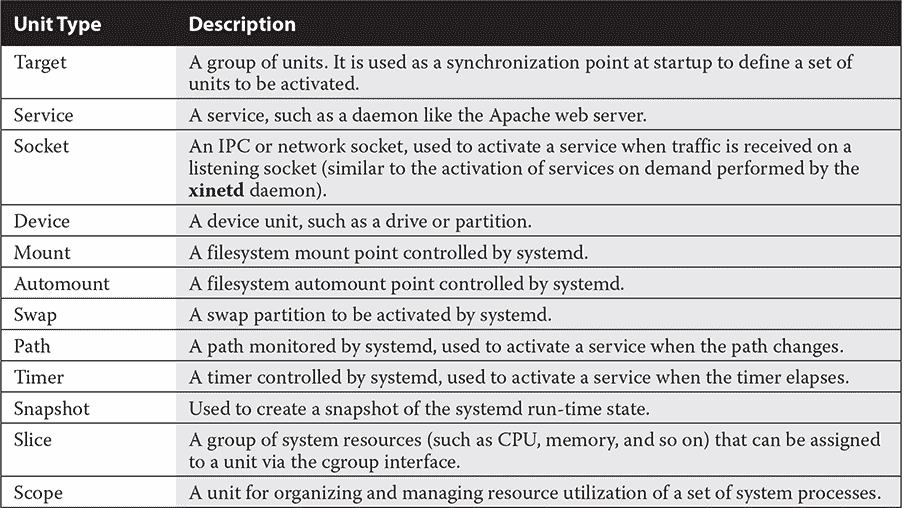 Unit Type Description
Target A group of units. It is used as a synchronization point at startup to define a set of
units to be activated.
Service A service, such as a daemon like the Apache web server.
Socket An IPC or network socket, used to activate a service when traffic is received on a
listening socket (similar to the activation of services on demand performed by the
xinetd daemon).
Device A device unit, such as a drive or partition.
Mount A filesystem mount point controlled by systemd.
Automount A filesystem automount point controlled by systemd.
Swap A swap partition to be activated by systemd.
Path A path monitored by systemd, used to activate a service when the path changes.
Timer A timer controlled by systemd, used to activate a service when the timer elapses.
Snapshot Used to create a snapshot of the systemd run-time state.
Slice A group of system resources (such as CPU, memory, and so on) that can be assigned
to a unit via the cgroup interface.
Scope A unit for organizing and managing resource utilization of a set of system processes.